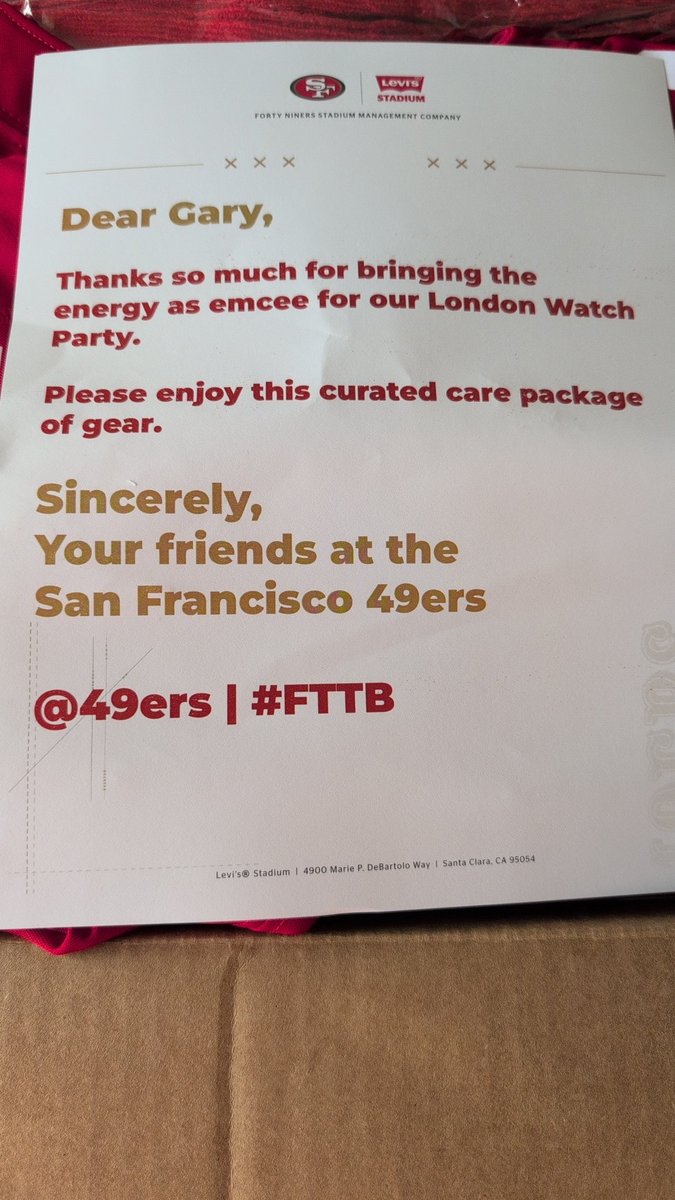 SF
Levi's
STADIUM
FORTY NINERS STADIUM MANAGEMENT COMPANY
Dear Gary,
Thanks so much for bringing the
energy as emcee for our London Watch
Party.
Please enjoy this curated care package
of gear.
Sincerely,
Your friends at the
San Francisco 49ers
@49ers | #FTTB
Levi's® Stadium | 4900 Marie P. DeBartolo Way | Santa Clara, CA 95054